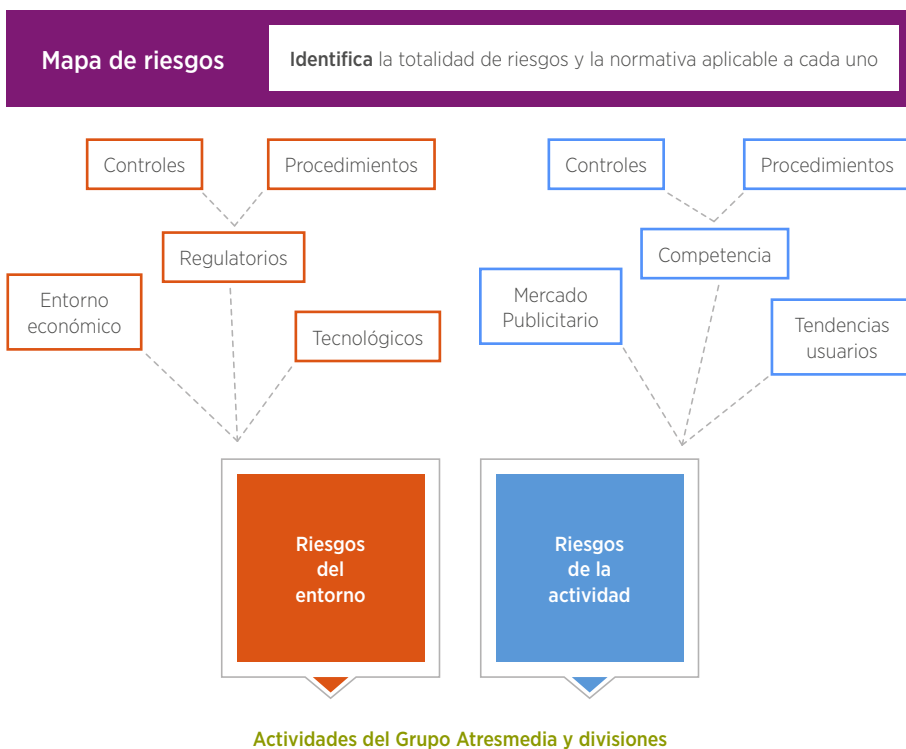 Mapa de riesgos
Identifica la totalidad de riesgos y la normativa aplicable a cada uno
Controles
Procedimientos
Regulatorios
Entorno
económico
Tecnológicos
Controles
Procedimientos
Competencia
Mercado
Publicitario
Tendencias
usuarios
Riesgos
del
entorno
Riesgos
de la
actividad
Actividades del Grupo Atresmedia y divisiones